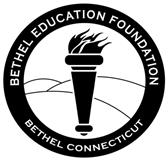 BETHEL EDUCATION FOUNDATION
BETHEL CONNECTICUT